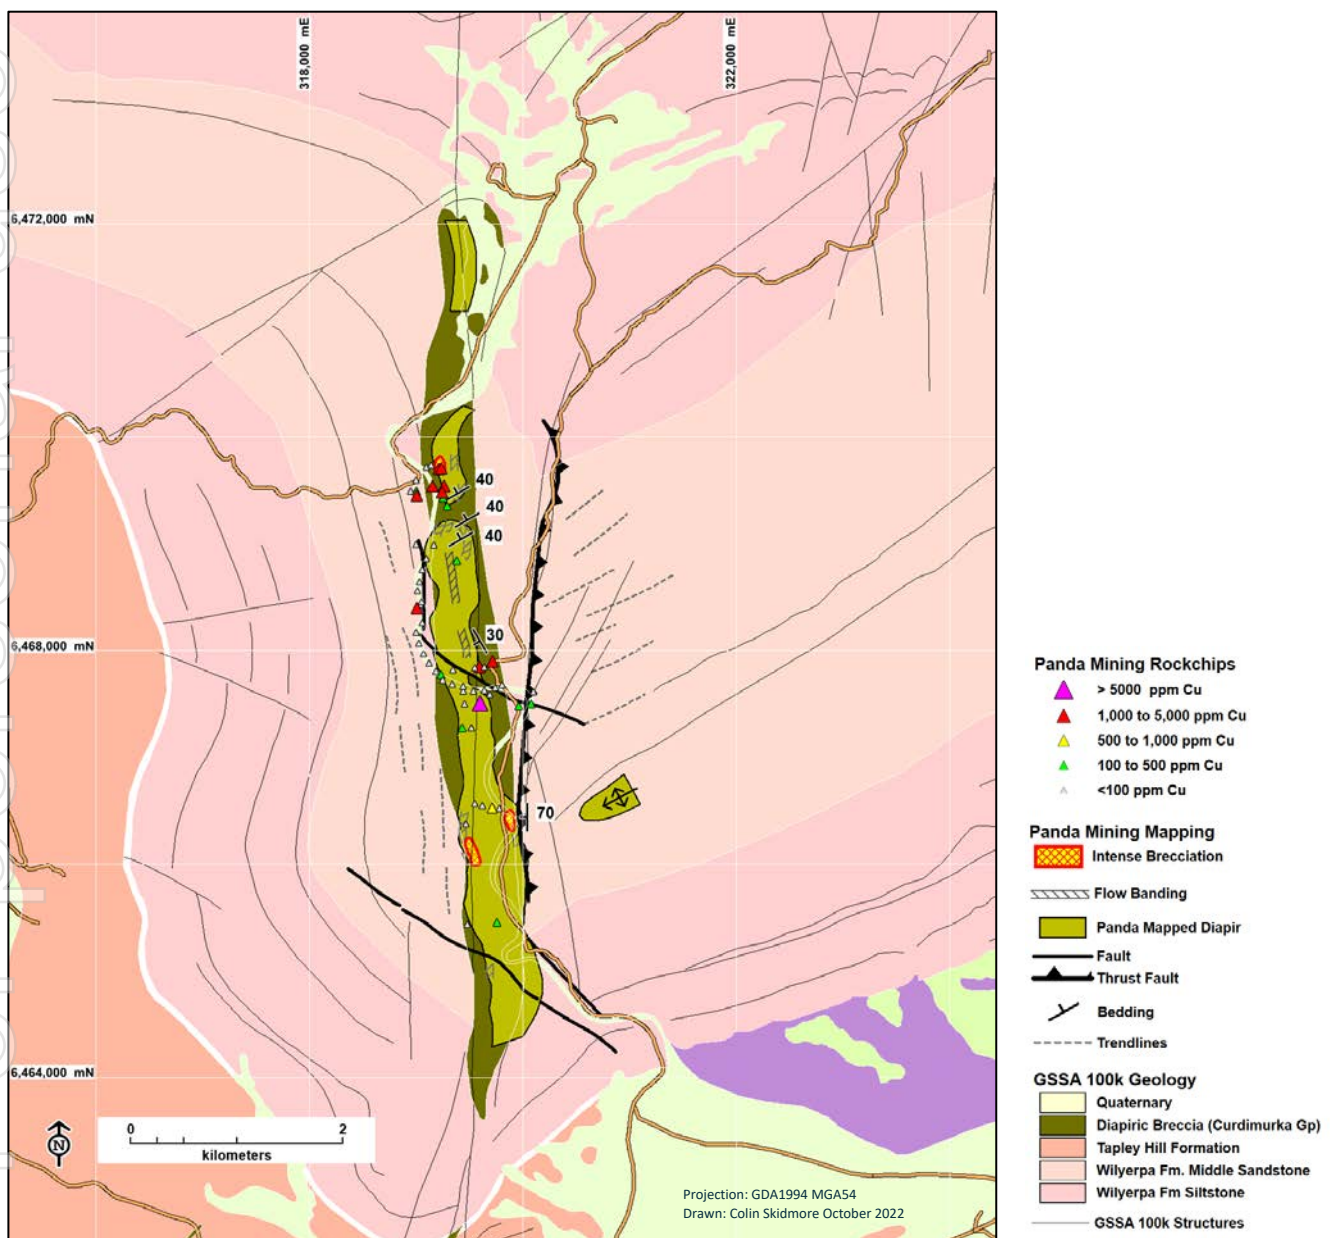 318,000 mE
322,000 mE
6,472,000 mN
40
40
40
6,468,000 mN
30
70
6,464,000 mN
N
0
2
kilometers
Projection: GDA1994 MGA54
Drawn: Colin Skidmore October 2022
Panda Mining Rockchips
> 5000 ppm Cu
1,000 to 5,000 ppm Cu
500 to 1,000 ppm Cu
100 to 500 ppm Cu
<100 ppm Cu
Panda Mining Mapping
Intense Brecciation
Flow Banding
Panda Mapped Diapir
Fault
Thrust Fault
Bedding
Trendlines
GSSA 100k Geology
Quaternary
Diapiric Breccia (Curdimurka Gp)
Tapley Hill Formation
Wilyerpa Fm. Middle Sandstone
Wilyerpa Fm Siltstone
GSSA 100k Structures